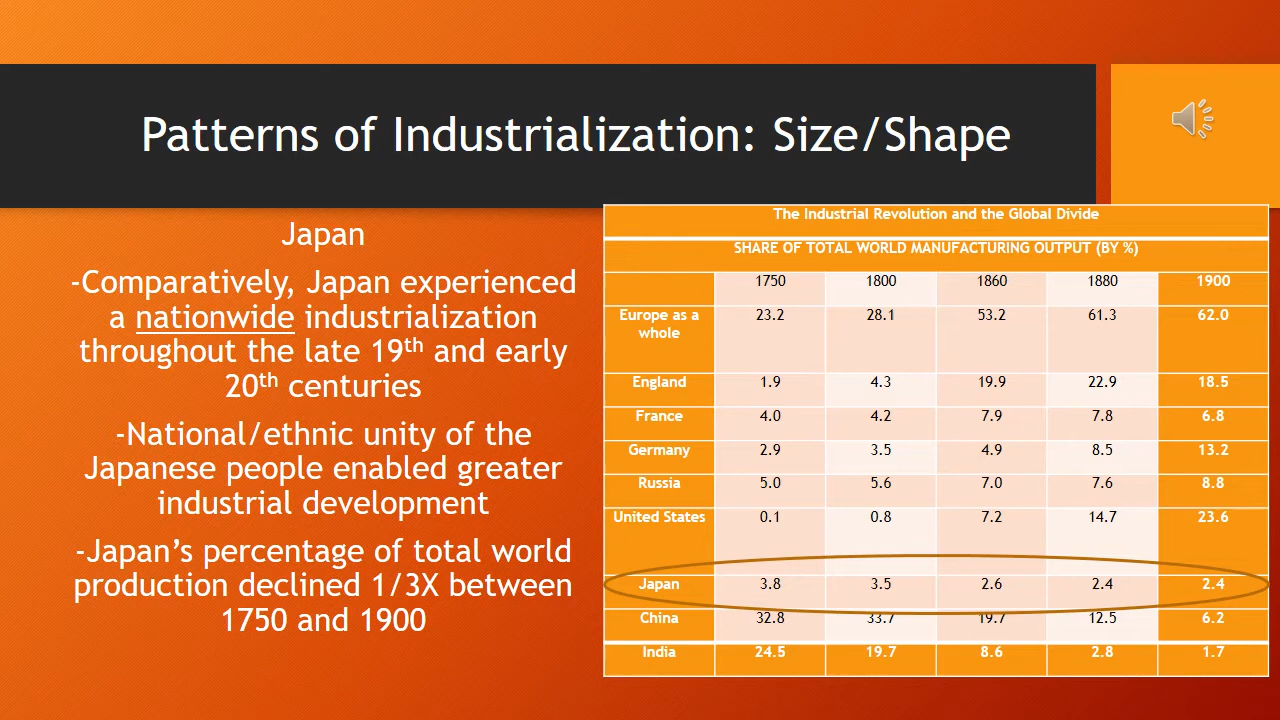 Patterns of Industrialization: Size/Shape
Japan
-Comparatively, Japan experienced
a nationwide industrialization
throughout the late 19th and early
20th centuries
-National/ethnic unity of the
Japanese people enabled greater
industrial development
-Japan’s percentage of total world
production declined 1/3X between
1750 and 1900
The Industrial Revolution and the Global Divide
SHARE OF TOTAL WORLD MANUFACTURING OUTPUT (BY %)
1750 1800 1860 1880 1900
Europe as a
whole 23.2 28.1 53.2 61.3 62.0
England 1.9 4.3 19.9 22.9 18.5
France 4.0 4.2 7.9 7.8 6.8
Germany 2.9 3.5 4.9 8.5 13.2
Russia 5.0 5.6 7.0 7.6 8.8
United States 0.1 0.8 7.2 14.7 23.6
Japan 3.8 3.5 2.6 2.4 2.4
China 32.8 33.7 19.7 12.5 6.2
India 24.5 19.7 8.6 2.8 1.7